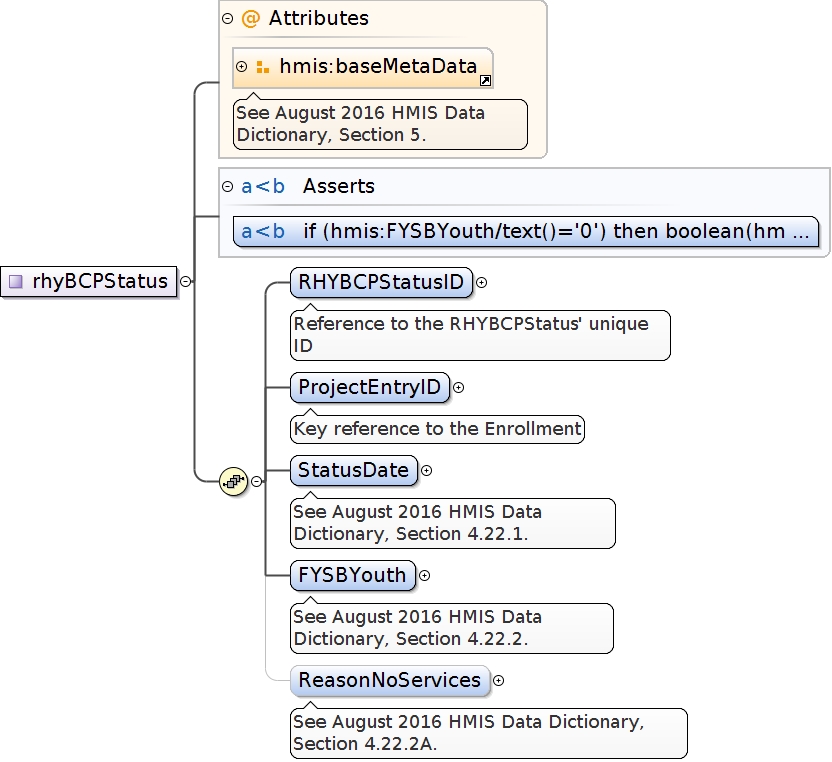 Attributes
hmis:baseMetaData
See August 2016 HMIS Data
Dictionary, Section 5.
a<b Asserts
a<b if (hmis:FYSBYouth/text()='0') then boolean(hm ...
rhyBCPStatus
RHYBCPStatusID
Reference to the RHYBCPStatus' unique
ID
ProjectEntryID
Key reference to the Enrollment
StatusDate
See August 2016 HMIS Data
Dictionary, Section 4.22.1.
FYSBYouth
See August 2016 HMIS Data
Dictionary, Section 4.22.2.
ReasonNoServices
See August 2016 HMIS Data Dictionary,
Section 4.22.2A.